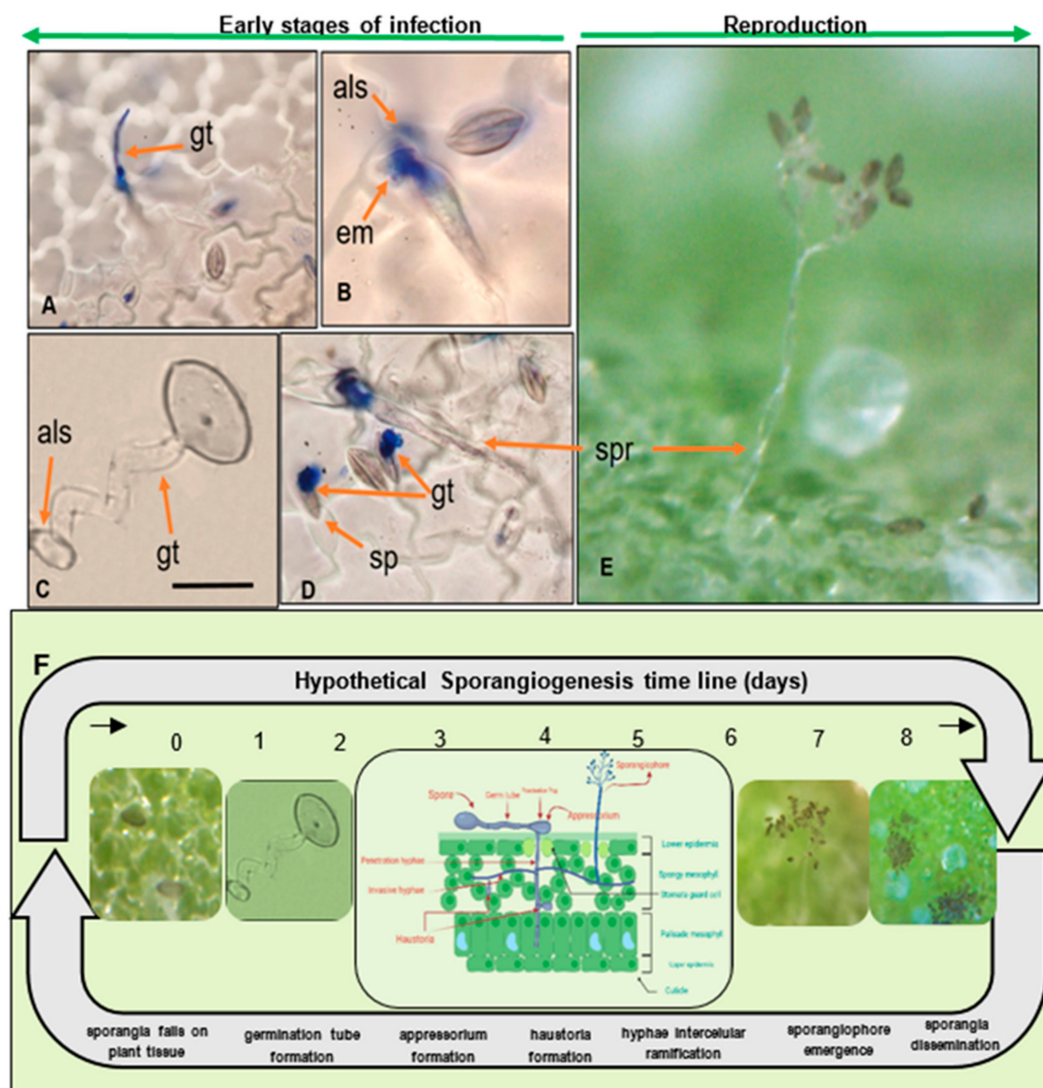 Early stages of infection
Reproduction
gt
A
als
em
B
als
gt
C
gt
sp
D
spr
E
F
Hypothetical Sporangiogenesis time line (days)
0 1 2 3 4 5 6 7 8
Sporangiophore
Spore
Germ tube
Appressorium
Penetration hyphae
Invasive hyphae
Haustoria
Lower epidermis
Spongy mesophyll
Stomata guard cell
Palisade mesophyll
Upper epidermis
Cuticle
sporangia falls on
plant tissue
germination tube
formation
appressorium
formation
haustoria
formation
hyphae intercelular
ramification
sporangiophore
emergence
sporangia
dissemination